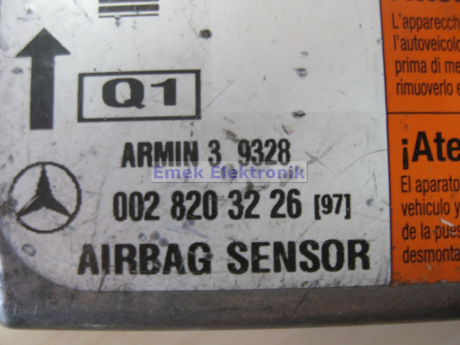 Q1
ARMIN 3 9328
Emek Elektronik
002 820 32 26 [97]
AIRBAG SENSOR
L'apparecch
l'autoveicolo
prima di me
rimuoverlo e
¡Ate
El aparato
vehiculo y
de la pues
desmonta